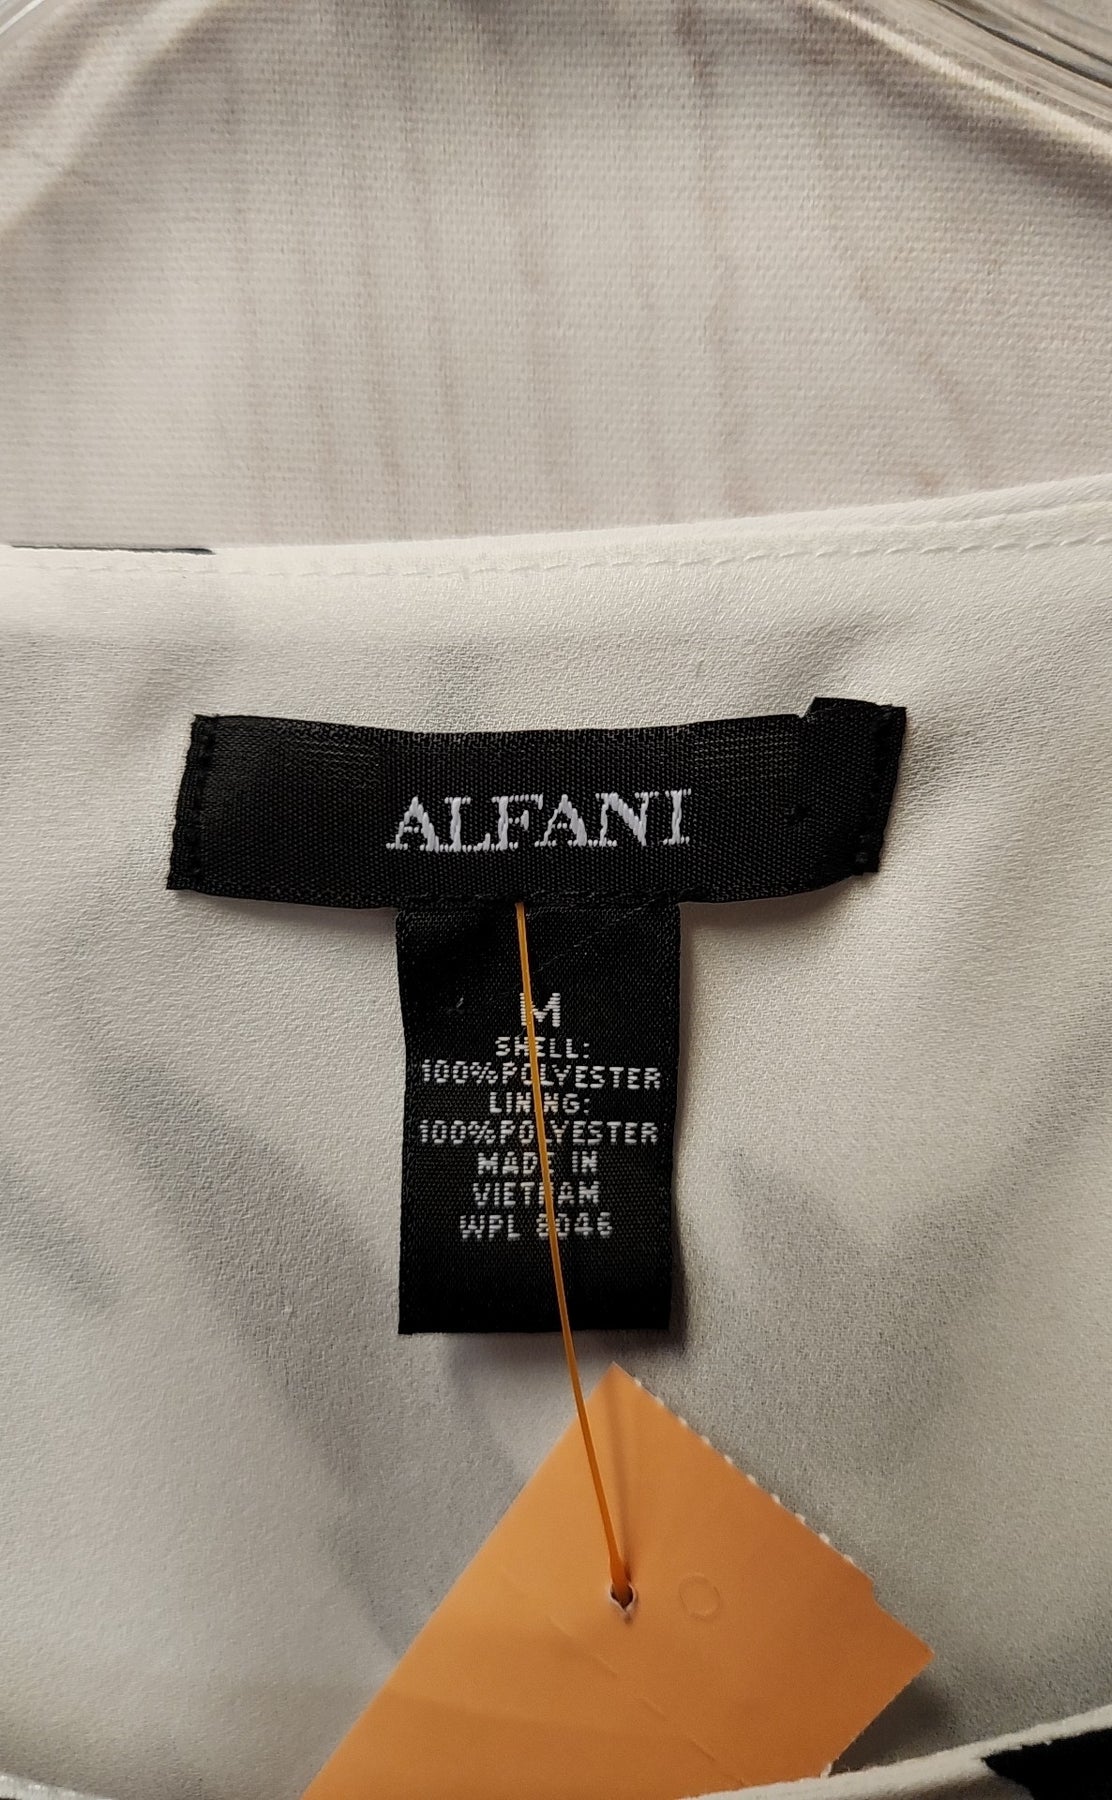 ALFANI
M
SHELL:
100%POLYESTER
LINING:
100%POLYESTER
MADE IN
VIETNAM
WPL 8046